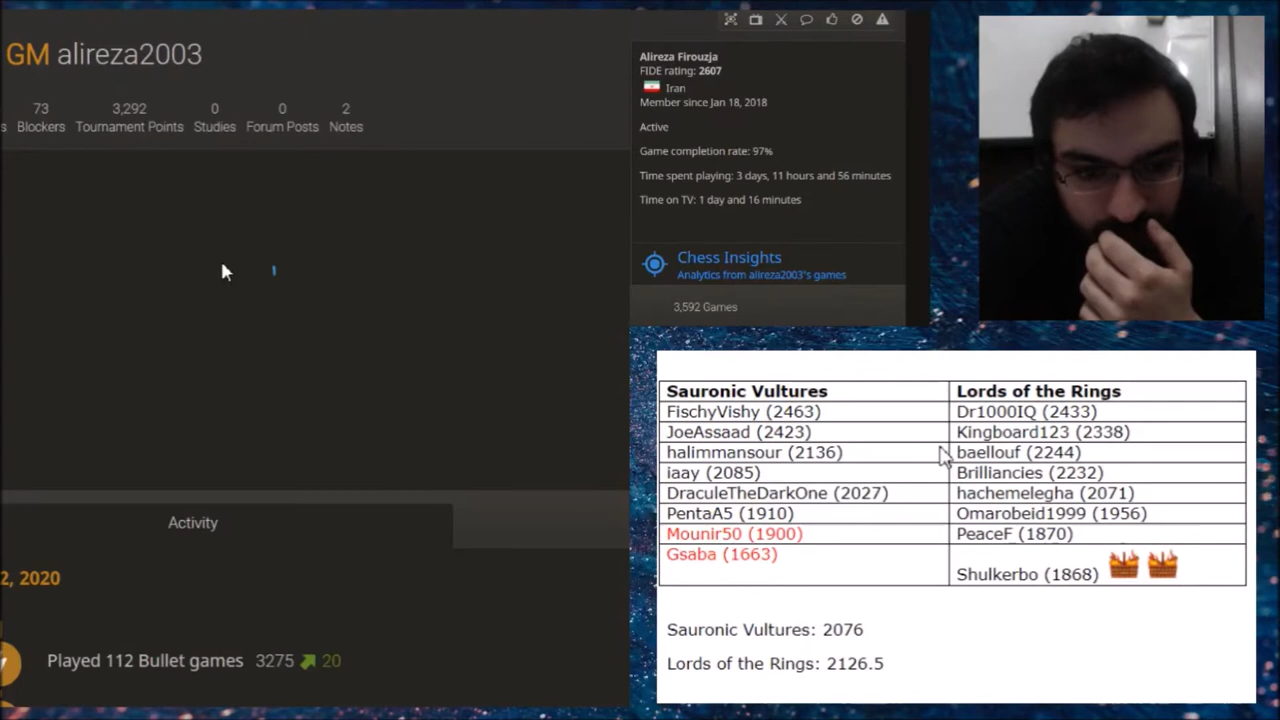 GM alireza2003
73 3,292 0 0 2
s Blockers Tournament Points Studies Forum Posts Notes
Alireza Firouzja
FIDE rating: 2607
Iran
Member since Jan 18, 2018
Active
Game completion rate: 97%
Time spent playing: 3 days, 11 hours and 56 minutes
Time on TV: 1 day and 16 minutes
Chess Insights
Analytics from alireza2003's games
3,592 Games
Activity
2, 2020
Played 112 Bullet games 3275 20
Sauronic Vultures Lords of the Rings
FischyVishy (2463) Dr1000IQ (2433)
JoeAssaad (2423) Kingboard123 (2338)
halimmansour (2136) baellouf (2244)
iaay (2085) Brilliancies (2232)
DraculeTheDarkOne (2027) hachemelegha (2071)
PentaA5 (1910) Omarobeid1999 (1956)
Mounir50 (1900) PeaceF (1870)
Gsaba (1663) Shulkerbo (1868)
Sauronic Vultures: 2076
Lords of the Rings: 2126.5